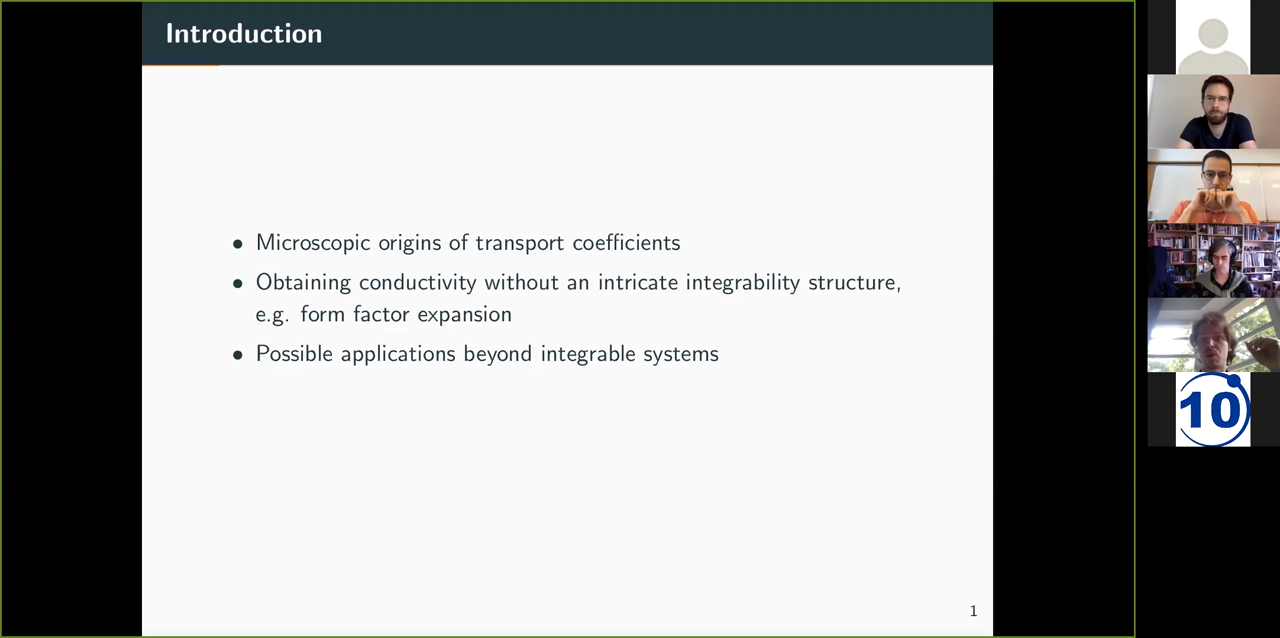 Introduction
• Microscopic origins of transport coefficients
• Obtaining conductivity without an intricate integrability structure,
e.g. form factor expansion
• Possible applications beyond integrable systems
1
10